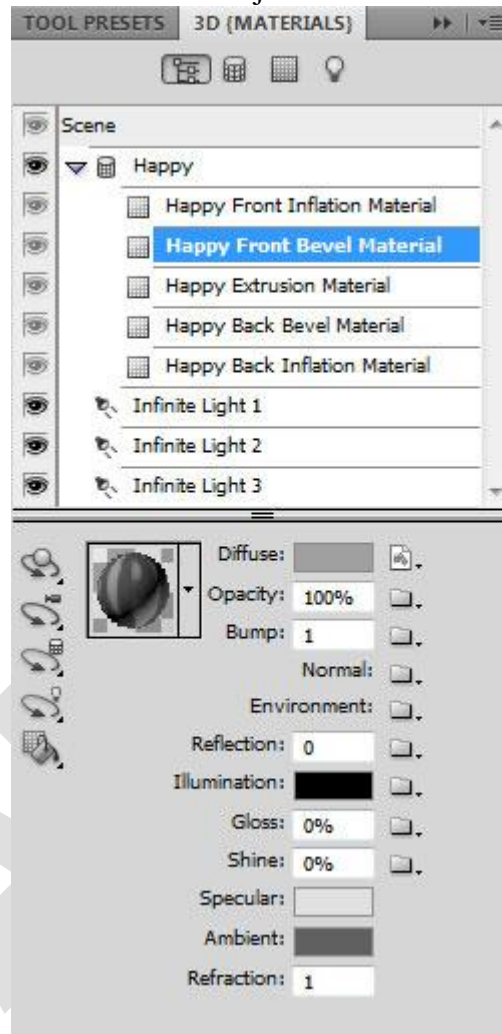 TOOL PRESETS 3D {MATERIALS}
Scene
Happy
Happy Front Inflation Material
Happy Front Bevel Material
Happy Extrusion Material
Happy Back Bevel Material
Happy Back Inflation Material
Infinite Light 1
Infinite Light 2
Infinite Light 3
Diffuse:
Opacity: 100%
Bump: 1
Normal:
Environment:
Reflection: 0
Illumination:
Gloss: 0%
Shine: 0%
Specular:
Ambient:
Refraction: 1